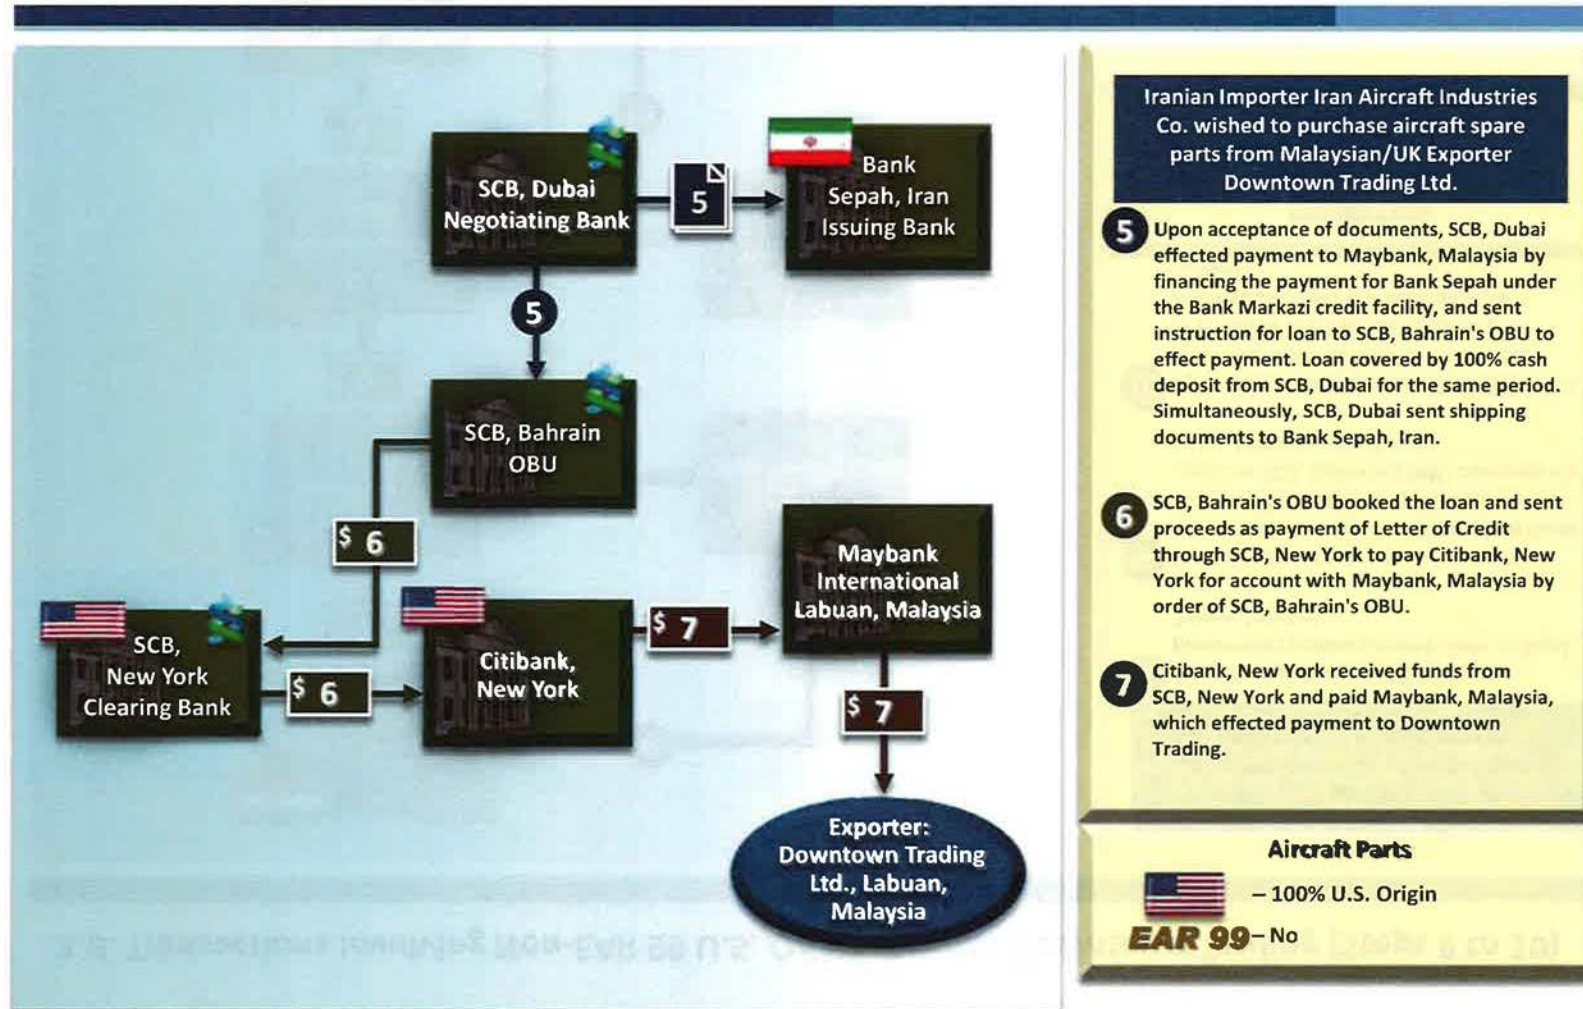 SCB, Dubai
Negotiating Bank
5
Bank
Sepah, Iran
Issuing Bank
5
SCB, Bahrain
OBU
$ 6
SCB,
New York
Clearing Bank
$ 6
Citibank,
New York
$ 7
Maybank
International
Labuan, Malaysia
$ 7
Exporter:
Downtown Trading
Ltd., Labuan,
Malaysia
Iranian Importer Iran Aircraft Industries
Co. wished to purchase aircraft spare
parts from Malaysian/UK Exporter
Downtown Trading Ltd.
5 Upon acceptance of documents, SCB, Dubai
effected payment to Maybank, Malaysia by
financing the payment for Bank Sepah under
the Bank Markazi credit facility, and sent
instruction for loan to SCB, Bahrain's OBU to
effect payment. Loan covered by 100% cash
deposit from SCB, Dubai for the same period.
Simultaneously, SCB, Dubai sent shipping
documents to Bank Sepah, Iran.
6 SCB, Bahrain's OBU booked the loan and sent
proceeds as payment of Letter of Credit
through SCB, New York to pay Citibank, New
York for account with Maybank, Malaysia by
order of SCB, Bahrain's OBU.
7 Citibank, New York received funds from
SCB, New York and paid Maybank, Malaysia,
which effected payment to Downtown
Trading.
Aircraft Parts
– 100% U.S. Origin
EAR 99 – No